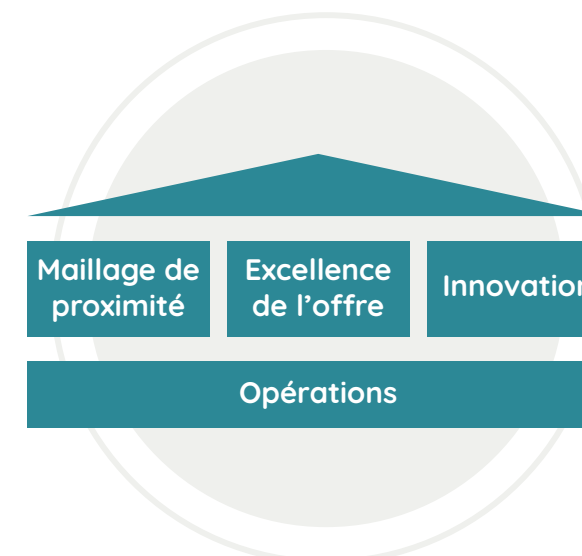 Maillage de
proximité
Excellence
de l’offre
Innovation
Opérations